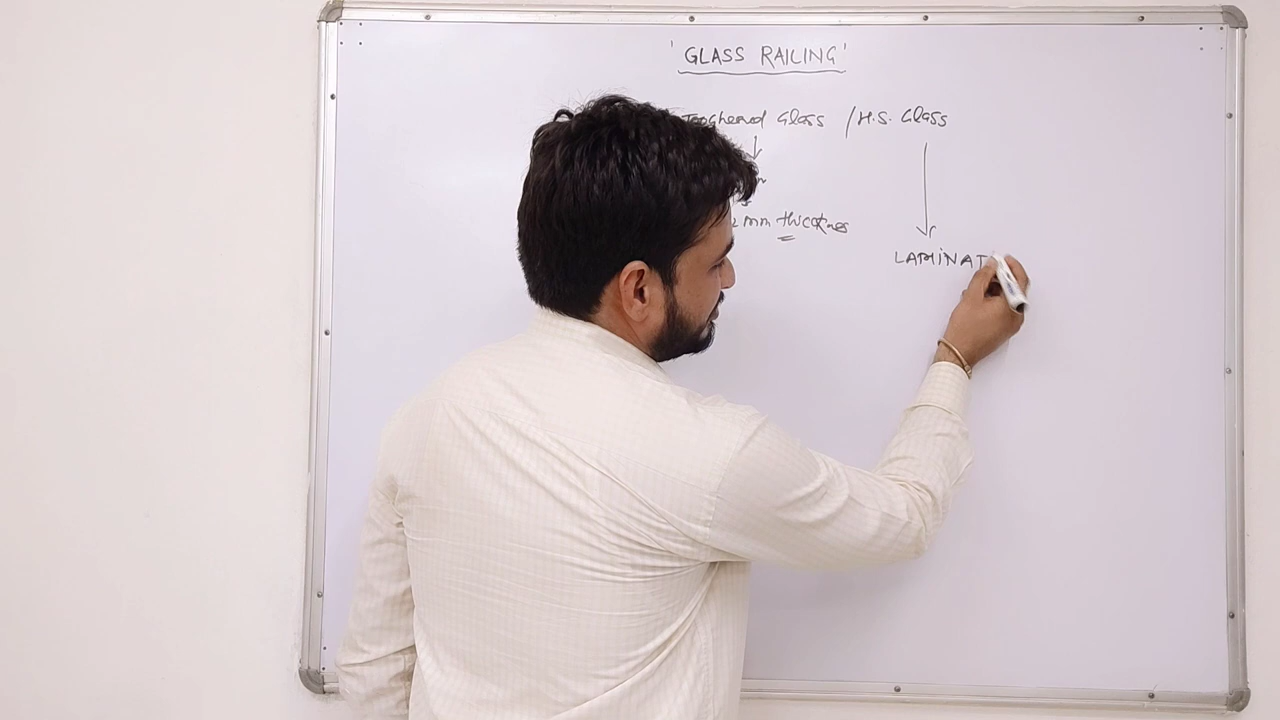 'GLASS RAILING'
Toughened Glass / H.S. Glass
mm thickness
LAMINAT